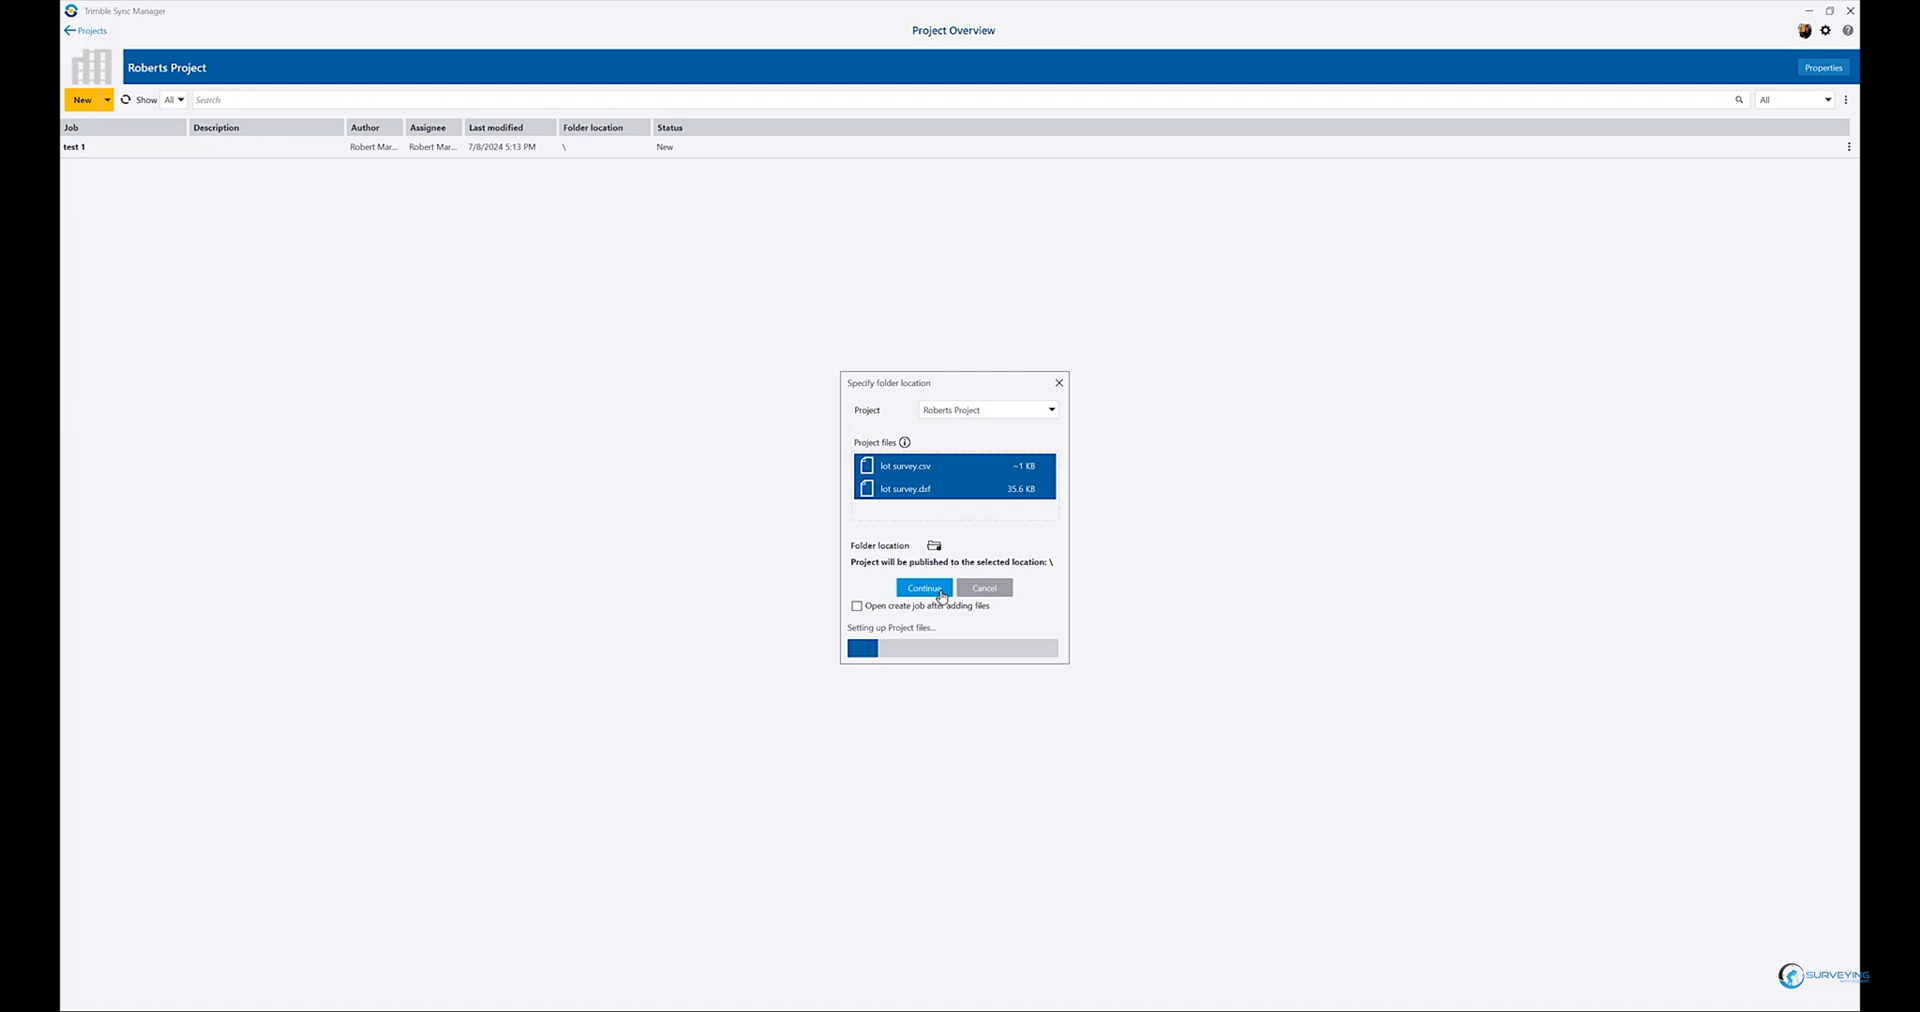 Trimble Sync Manager
Projects
Project Overview
Roberts Project
Properties
New
Show
All
Search
All
Job
Description
Author
Assignee
Last modified
Folder location
Status
test 1
Robert Mar...
Robert Mar...
7/8/2024 5:13 PM
\
New
Specify folder location
Project
Roberts Project
Project files
lot survey.csv
~1 KB
lot survey.dxf
35.6 KB
Folder location
Project will be published to the selected location: \
Continue
Cancel
Open create job after adding files
Setting up Project files...
SURVEYING